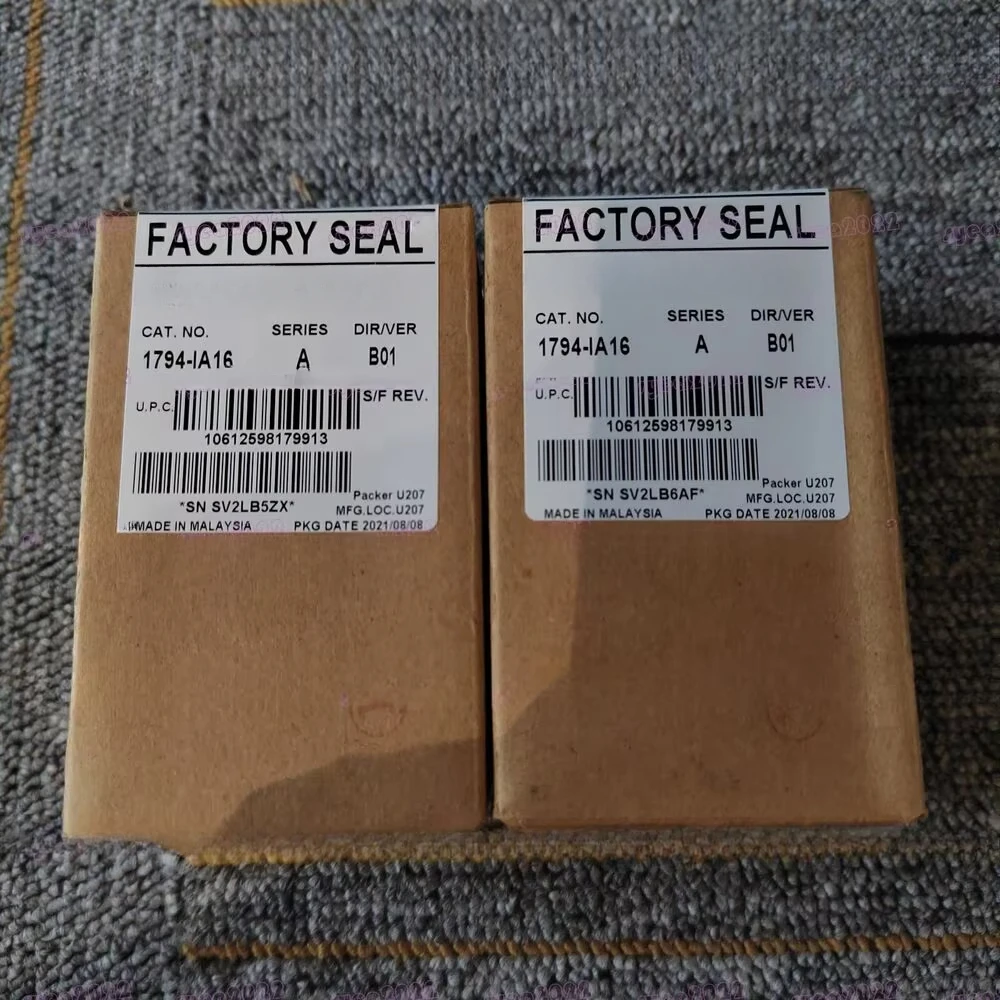 FACTORY SEAL
CAT. NO. SERIES DIR/VER
1794-IA16 A B01
U.P.C. S/F REV.
10612598179913
*SN SV2LB5ZX*
Packer U207
MFG.LOC.U207
MADE IN MALAYSIA PKG DATE 2021/08/08
FACTORY SEAL
CAT. NO. SERIES DIR/VER
1794-IA16 A B01
U.P.C. S/F REV.
10612598179913
*SN SV2LB6AF*
Packer U207
MFG.LOC.U207
MADE IN MALAYSIA PKG DATE 2021/08/08